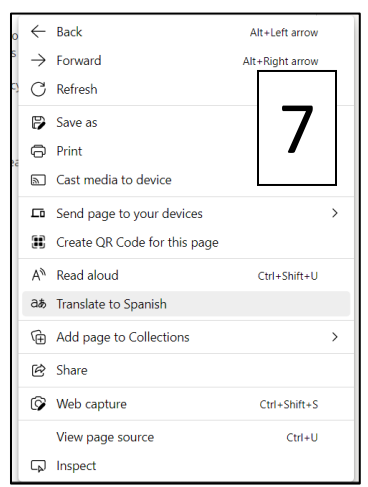 Back Alt+Left arrow
Forward Alt+Right arrow
Refresh
7
Save as
Print
Cast media to device
Send page to your devices
Create QR Code for this page
Read aloud Ctrl+Shift+U
Translate to Spanish
Add page to Collections
Share
Web capture Ctrl+Shift+S
View page source Ctrl+U
Inspect